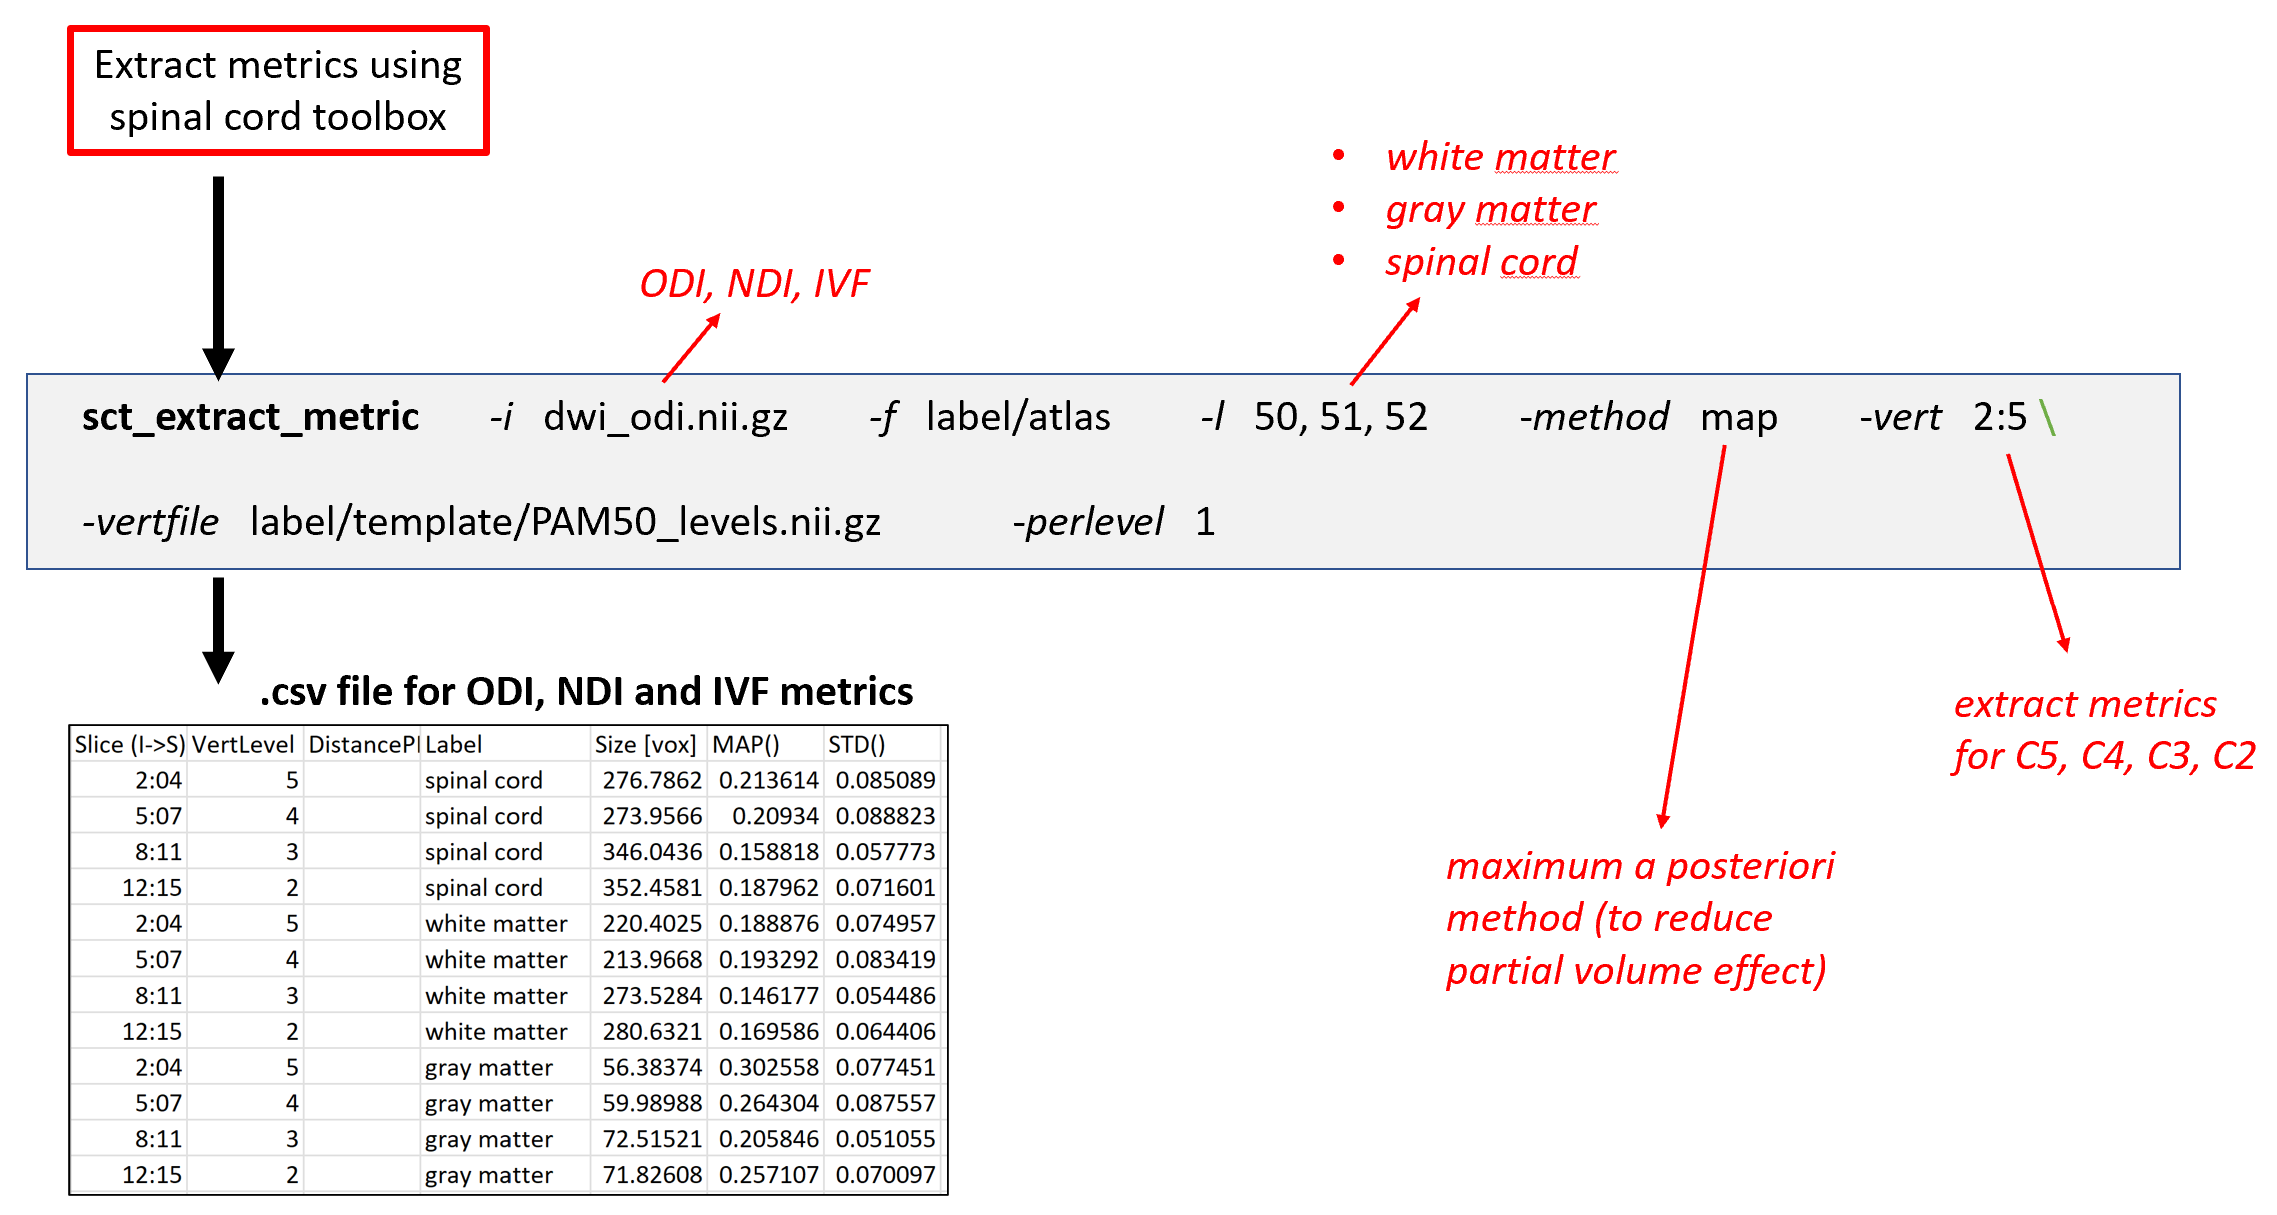 Extract metrics using
spinal cord toolbox
• white matter
• gray matter
• spinal cord
ODI, NDI, IVF
sct_extract_metric -i dwi_odi.nii.gz -f label/atlas -l 50, 51, 52 -method map -vert 2:5 \
-vertfile label/template/PAM50_levels.nii.gz -perlevel 1
extract metrics
for C5, C4, C3, C2
maximum a posteriori
method (to reduce
partial volume effect)
.csv file for ODI, NDI and IVF metrics
Slice (I->S) VertLevel DistancePI Label Size [vox] MAP() STD()
2:04 5 spinal cord 276.7862 0.213614 0.085089
5:07 4 spinal cord 273.9566 0.20934 0.088823
8:11 3 spinal cord 346.0436 0.158818 0.057773
12:15 2 spinal cord 352.4581 0.187962 0.071601
2:04 5 white matter 220.4025 0.188876 0.074957
5:07 4 white matter 213.9668 0.193292 0.083419
8:11 3 white matter 273.5284 0.146177 0.054486
12:15 2 white matter 280.6321 0.169586 0.064406
2:04 5 gray matter 56.38374 0.302558 0.077451
5:07 4 gray matter 59.98988 0.264304 0.087557
8:11 3 gray matter 72.51521 0.205846 0.051055
12:15 2 gray matter 71.82608 0.257107 0.070097